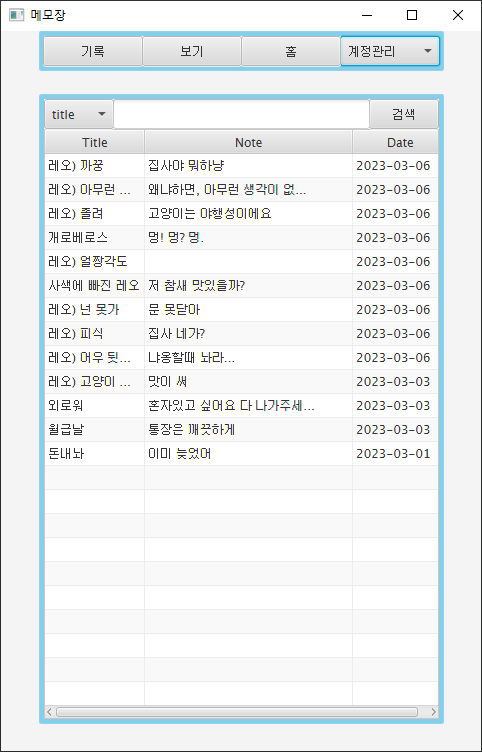 메모장
기록 보기 홈 계정관리
title 검색
Title Note Date
레오) 까꿍 집사야 뭐하냥 2023-03-06
레오) 아무런 ... 왜냐하면, 아무런 생각이 없... 2023-03-06
레오) 졸려 고양이는 야행성이에요 2023-03-06
개로베로스 멍! 멍? 멍. 2023-03-06
레오) 얼짱각도 2023-03-06
사색에 빠진 레오 저 참새 맛있을까? 2023-03-06
레오) 넌 못가 문 못닫아 2023-03-06
레오) 피식 집사 네가? 2023-03-06
레오) 어우 팃... 냐옹할때 놔라... 2023-03-06
레오) 고양이 ... 맛이 써 2023-03-03
외로워 혼자있고 싶어요 다 나가주세... 2023-03-03
월급날 통장은 깨끗하게 2023-03-03
돈내놔 이미 늦었어 2023-03-01